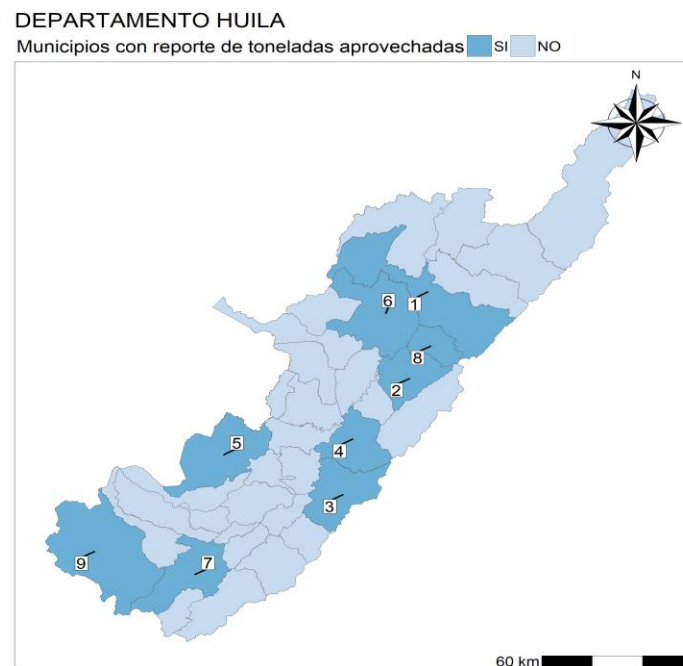 DEPARTAMENTO HUILA
Municipios con reporte de toneladas aprovechadas SI NO
N
6 1
8
2
5
4
3
9 7
60 km